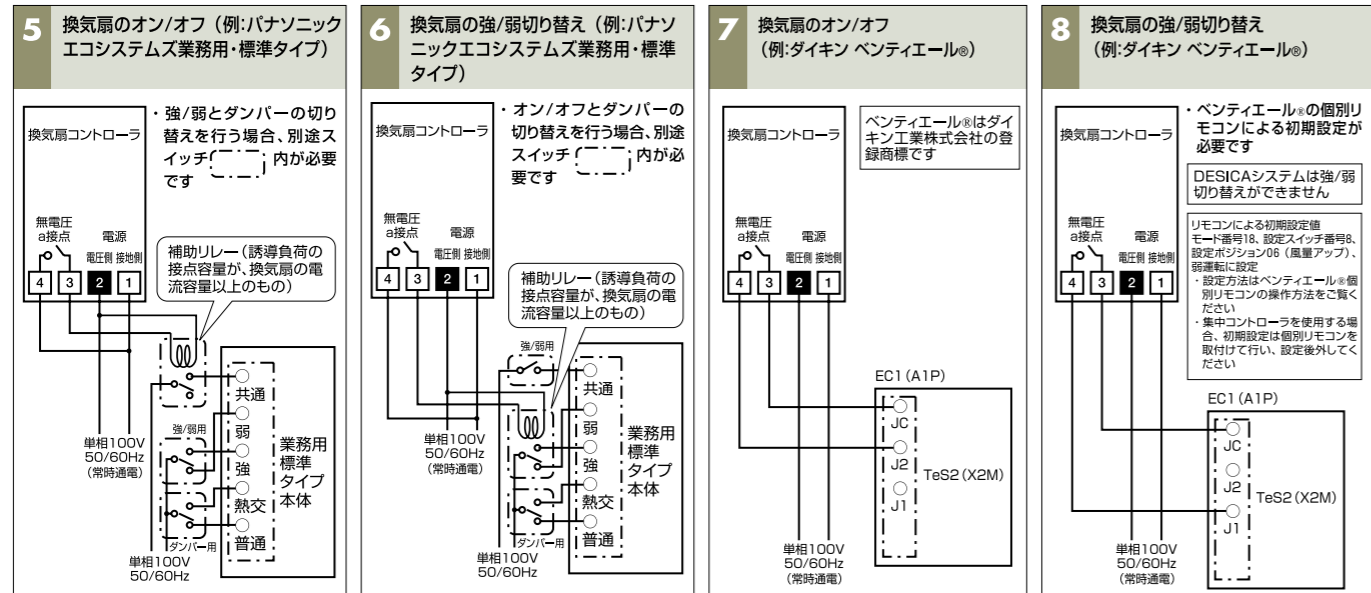 5
換気扇のオン/オフ(例:パナソニック
エコシステムズ業務用・標準タイプ)
換気扇コントローラ
・強/弱とダンパーの切り
替えを行う場合、別途ス
イッチ 内が必要
です
無電圧
a接点
電源
電圧側 接地側
4 3 2 1
補助リレー(誘導負荷の
接点容量が、換気扇の電
流容量以上のもの)
共通
弱
強
熱交
普通
強/弱用
ダンパー用
業務用
標準
タイプ
本体
単相100V
50/60Hz
(常時通電)
単相100V
50/60Hz
6
換気扇の強/弱切り替え(例:パナソ
ニックエコシステムズ業務用・標準
タイプ)
換気扇コントローラ
・オン/オフとダンパーの
切り替えを行う場合、別途
スイッチ 内が必
要です
無電圧
a接点
電源
電圧側 接地側
4 3 2 1
補助リレー(誘導負荷の
接点容量が、換気扇の電
流容量以上のもの)
強/弱用
共通
弱
強
熱交
普通
ダンパー用
業務用
標準
タイプ
本体
単相100V
50/60Hz
(常時通電)
単相100V
50/60Hz
7
換気扇のオン/オフ
(例:ダイキン ベンティエール®)
換気扇コントローラ
ベンティエール®はダイ
キン工業株式会社の登
録商標です
無電圧
a接点
電源
電圧側 接地側
4 3 2 1
EC1(A1P)
JC
J2
J1
TeS2(X2M)
単相100V
50/60Hz
(常時通電)
8
換気扇の強/弱切り替え
(例:ダイキン ベンティエール®)
換気扇コントローラ
・ベンティエール®の個別リ
モコンによる初期設定が
必要です
DESICAシステムは強/弱
切り替えができません
リモコンによる初期設定値
モード番号18、設定スイッチ番号8、
設定ポジション06(風量アップ)、
弱運転に設定
・設定方法はベンティエール®個
別リモコンの操作方法をご覧く
ださい
・集中コントローラを使用する場
合、初期設定は個別リモコンを
取付けて行い、設定後外してく
ださい
無電圧
a接点
電源
電圧側 接地側
4 3 2 1
EC1(A1P)
JC
J2
J1
TeS2(X2M)
単相100V
50/60Hz
(常時通電)